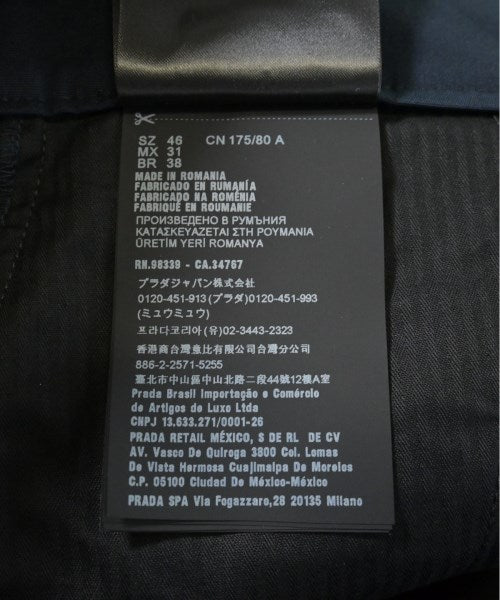 SZ 46 CN 175/80 A
MX 31
BR 38
MADE IN ROMANIA
FABRICADO EN RUMANÍA
FABRICADO NA ROMÊNIA
FABRIQUÉ EN ROUMANIE
ПРОИЗВЕДЕНО В РУМЪНИЯ
ΚΑΤΑΣΚΕΥΑΖΕΤΑΙ ΣΤΗ ΡΟΥΜΑΝΙΑ
ÜRETİM YERİ ROMANYA
RN.98339 - CA.34767
プラダジャパン株式会社
0120-451-913(プラダ)0120-451-993
(ミュウミュウ)
프라다코리아(유)02-3443-2323
香港商台灣意比有限公司台灣分公司
886-2-2571-5255
臺北市中山區中山北路二段44號12樓A室
Prada Brasil Importação e Comércio
de Artigos de Luxo Ltda
CNPJ 13.633.271/0001-26
PRADA RETAIL MÉXICO, S DE RL DE CV
AV. Vasco De Quiroga 3800 Col. Lomas
De Vista Hermosa Cuajimalpa De Morelos
C.P. 05100 Ciudad De México-México
PRADA SPA Via Fogazzaro,28 20135 Milano